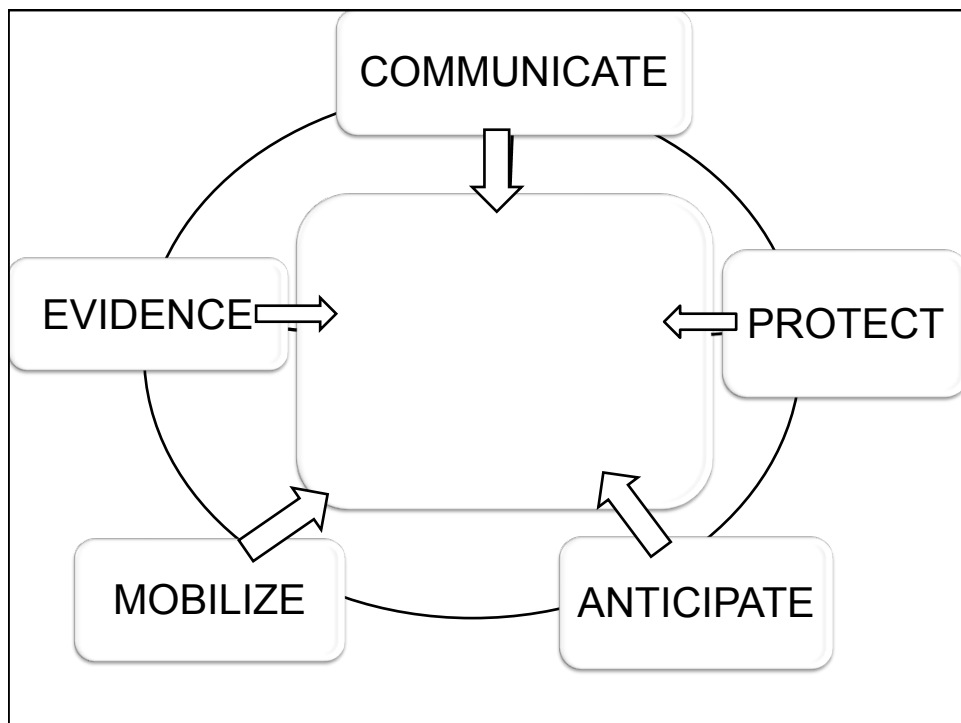 COMMUNICATE
EVIDENCE
PROTECT
MOBILIZE
ANTICIPATE